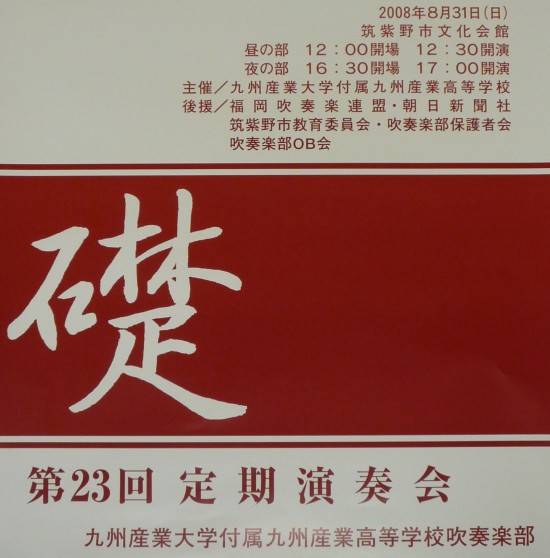 2008年8月31日(日)
筑紫野市文化会館
昼の部 12：00開場 12：30開演
夜の部 16：30開場 17：00開演
主催／九州産業大学付属九州産業高等学校
後援／福岡吹奏楽連盟・朝日新聞社
筑紫野市教育委員会・吹奏楽部保護者会
吹奏楽部OB会
礎
第23回 定期演奏会
九州産業大学付属九州産業高等学校吹奏楽部